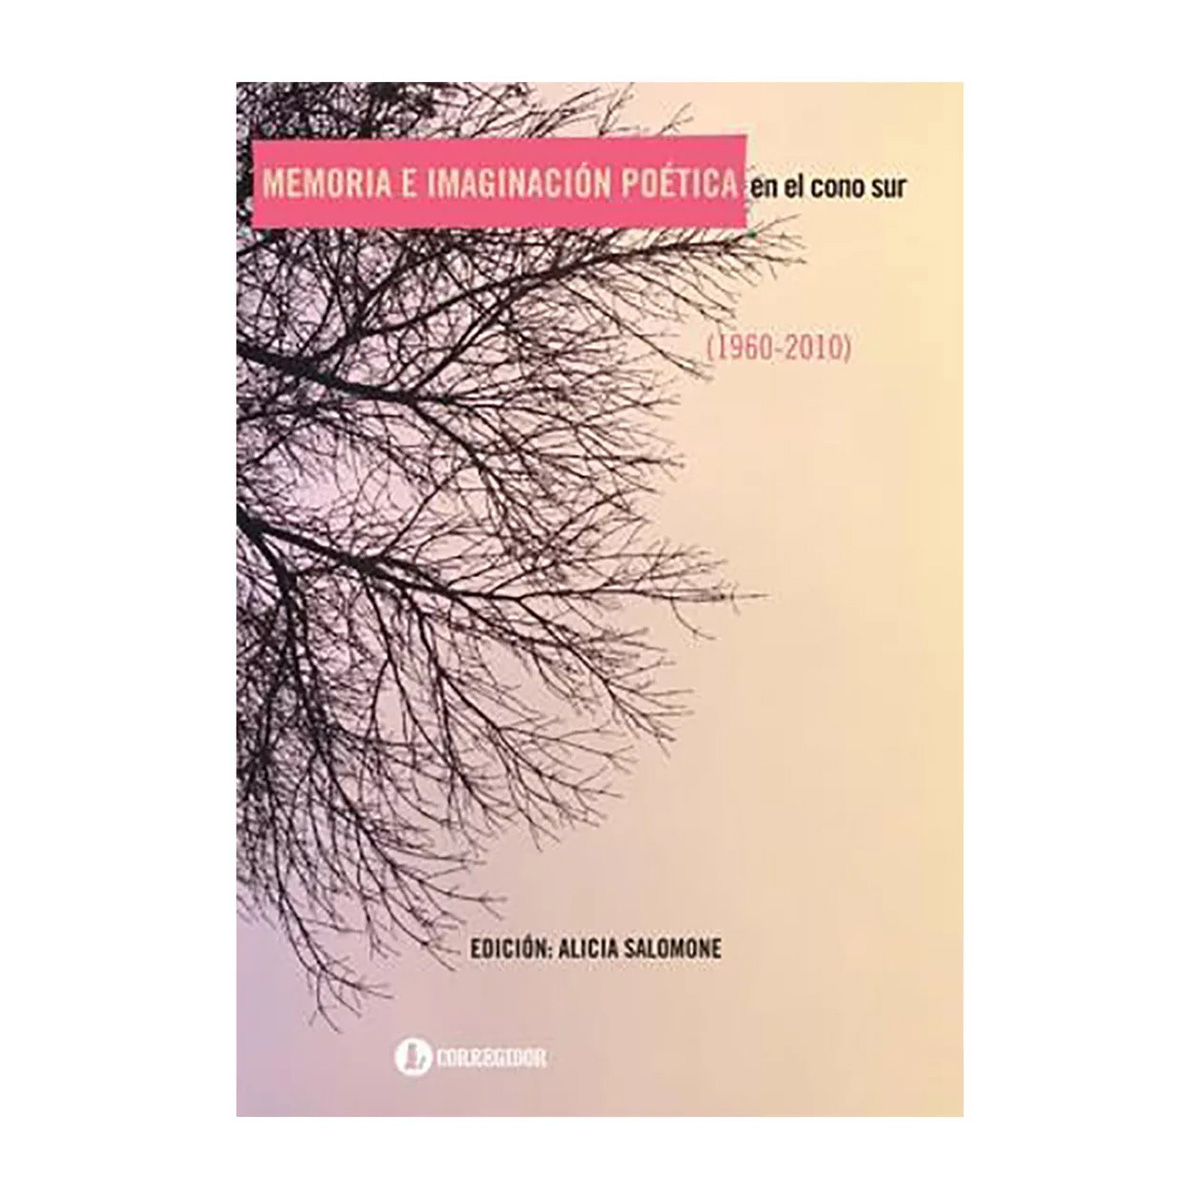 MEMORIA E IMAGINACIÓN POÉTICA en el cono sur
(1960-2010)
EDICIÓN: ALICIA SALOMONE
CORREGIDOR